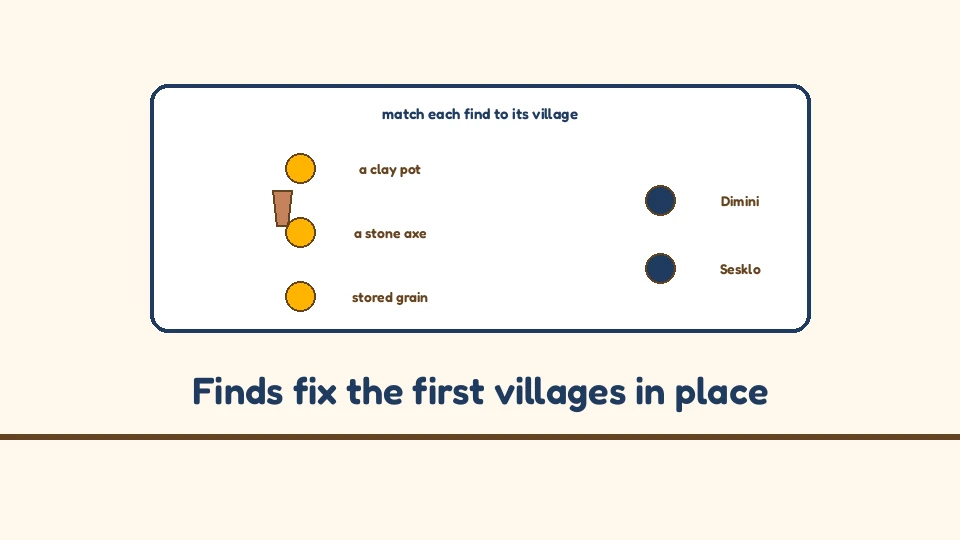 match each find to its village
a clay pot
a stone axe
stored grain
Dimini
Sesklo
Finds fix the first villages in place